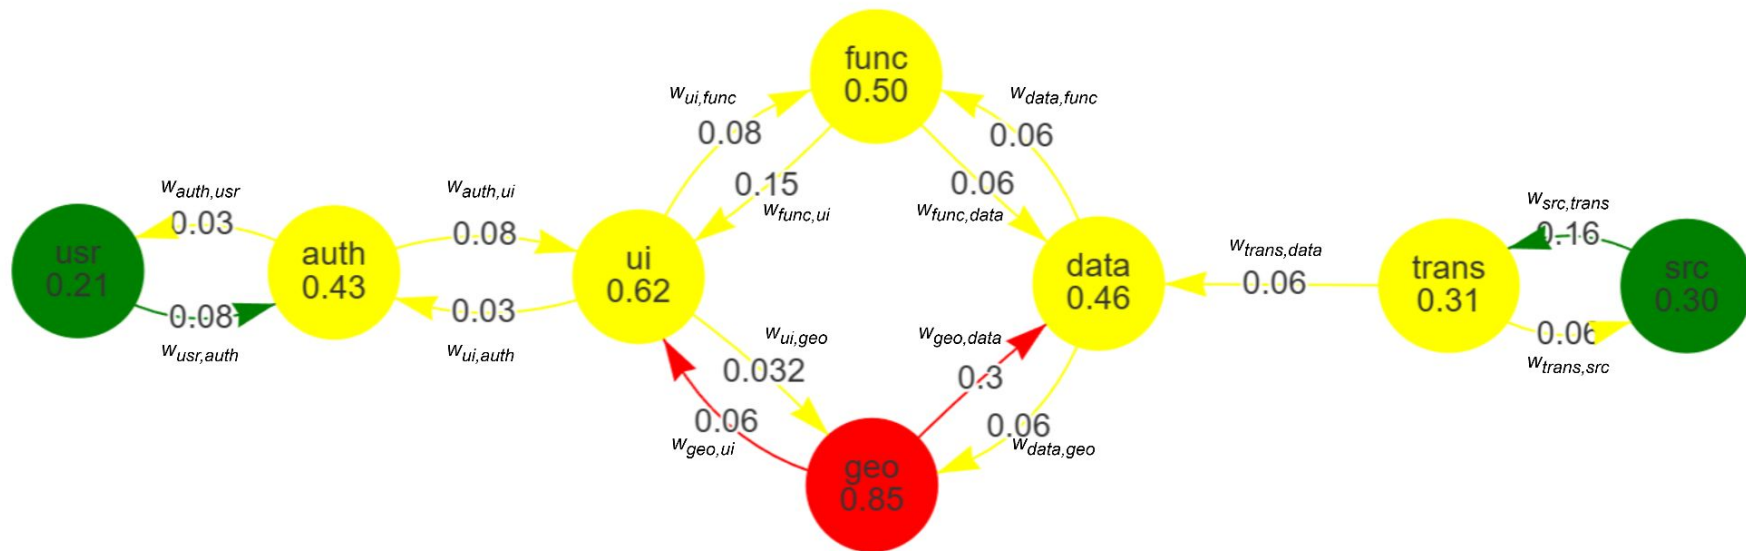 func
0.50
w_ui,func
0.08
w_data,func
0.06
0.15
w_func,ui
0.06
w_func,data
w_auth,usr
0.03
w_auth,ui
0.08
w_src,trans
0.16
usr
0.21
auth
0.43
ui
0.62
data
0.46
w_trans,data
0.06
trans
0.31
src
0.30
0.08
w_usr,auth
0.03
w_ui,auth
0.06
w_trans,src
w_ui,geo
0.032
w_geo,data
0.3
0.06
w_geo,ui
0.06
w_data,geo
geo
0.85